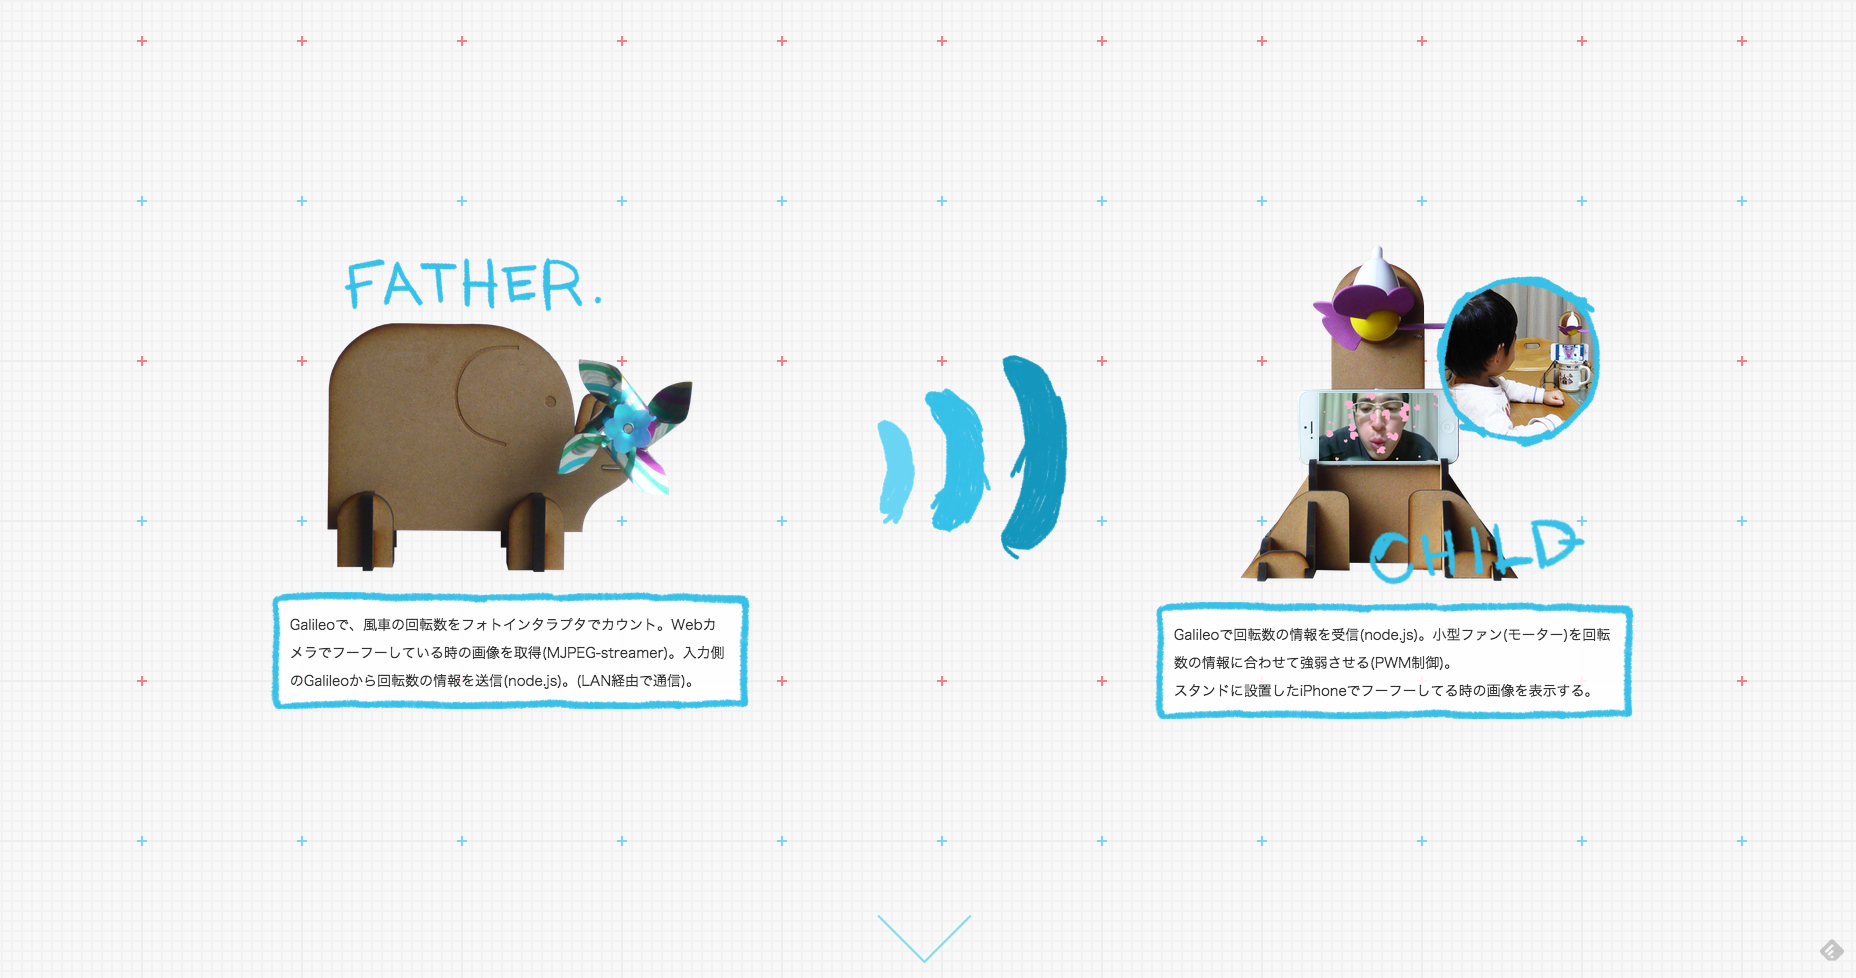 FATHER.
Galileoで、風車の回転数をフォトインタラプタでカウント。Webカ
メラでフーフーしている時の画像を取得(MJPEG-streamer)。入力側
のGalileoから回転数の情報を送信(node.js)。(LAN経由で通信)。
CHILD
Galileoで回転数の情報を受信(node.js)。小型ファン(モーター)を回転
数の情報に合わせて強弱させる(PWM制御)。
スタンドに設置したiPhoneでフーフーしてる時の画像を表示する。